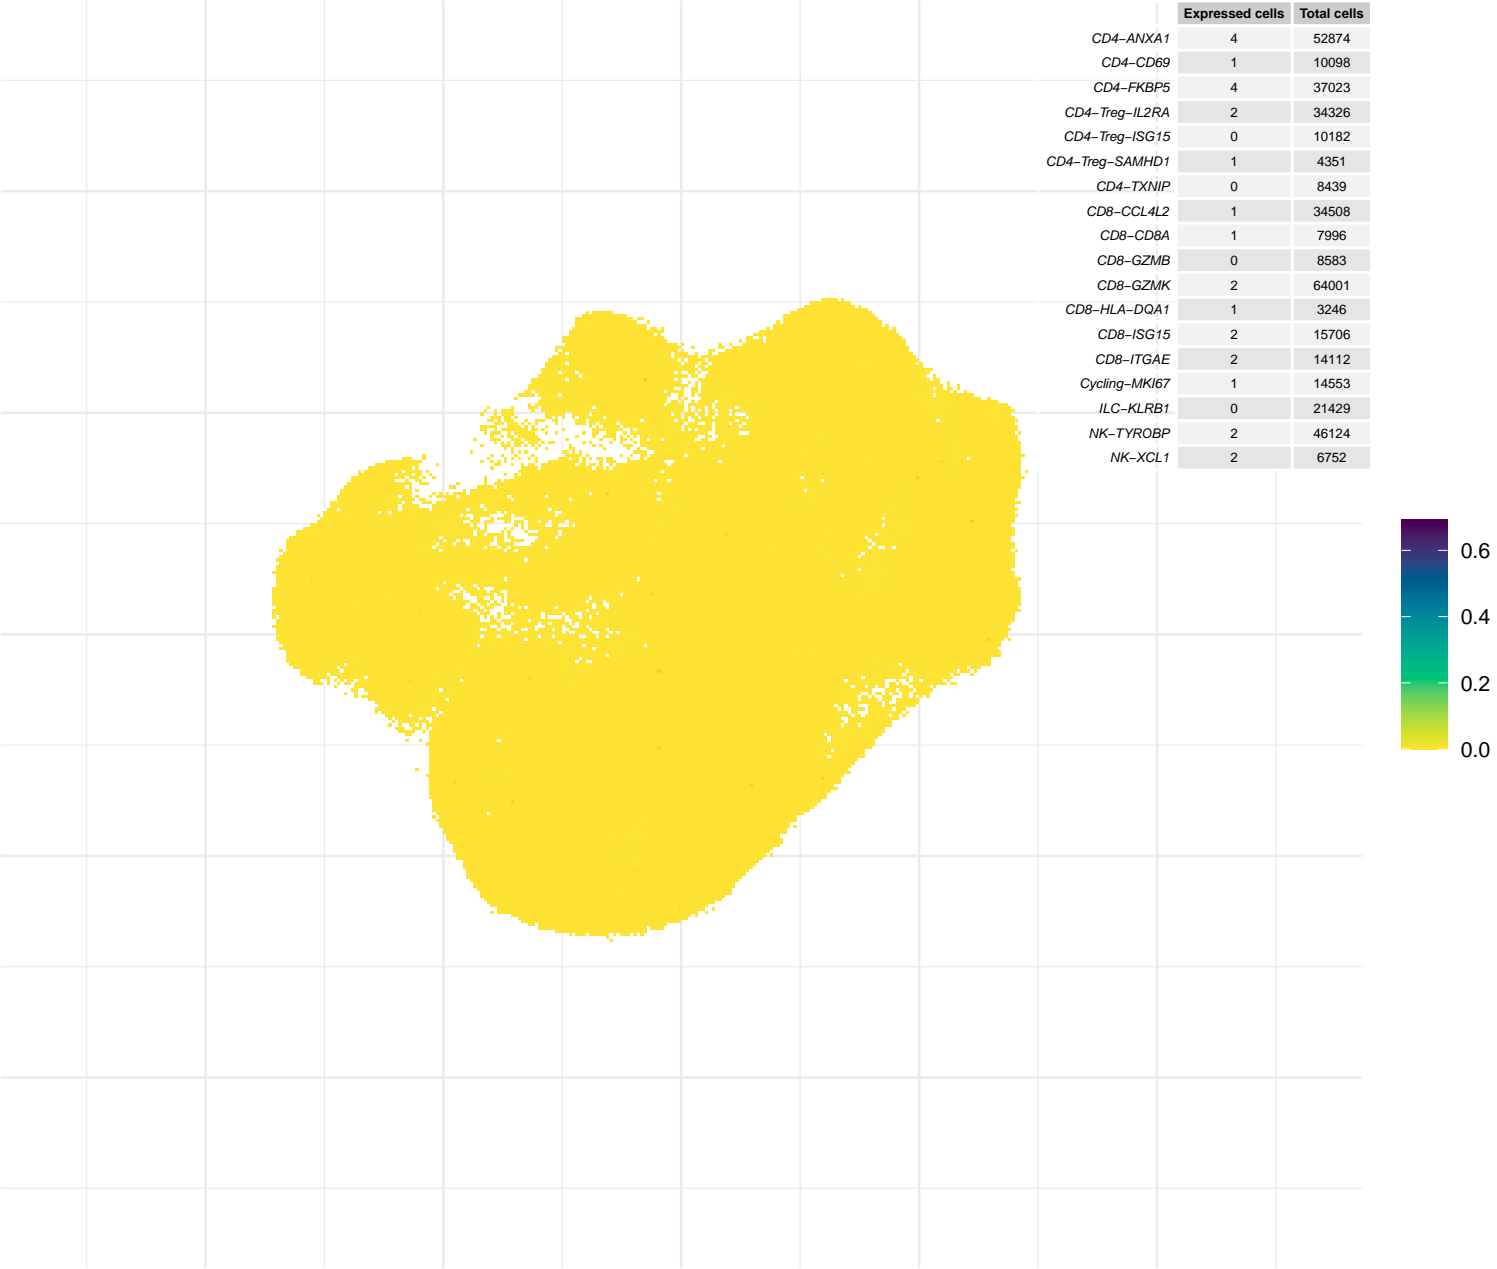 Expressed cells Total cells
CD4−ANXA1 4 52874
CD4−CD69 1 10098
CD4−FKBP5 4 37023
CD4−Treg−IL2RA 2 34326
CD4−Treg−ISG15 0 10182
CD4−Treg−SAMHD1 1 4351
CD4−TXNIP 0 8439
CD8−CCL4L2 1 34508
CD8−CD8A 1 7996
CD8−GZMB 0 8583
CD8−GZMK 2 64001
CD8−HLA−DQA1 1 3246
CD8−ISG15 2 15706
CD8−ITGAE 2 14112
Cycling−MKI67 1 14553
ILC−KLRB1 0 21429
NK−TYROBP 2 46124
NK−XCL1 2 6752
0.6
0.4
0.2
0.0